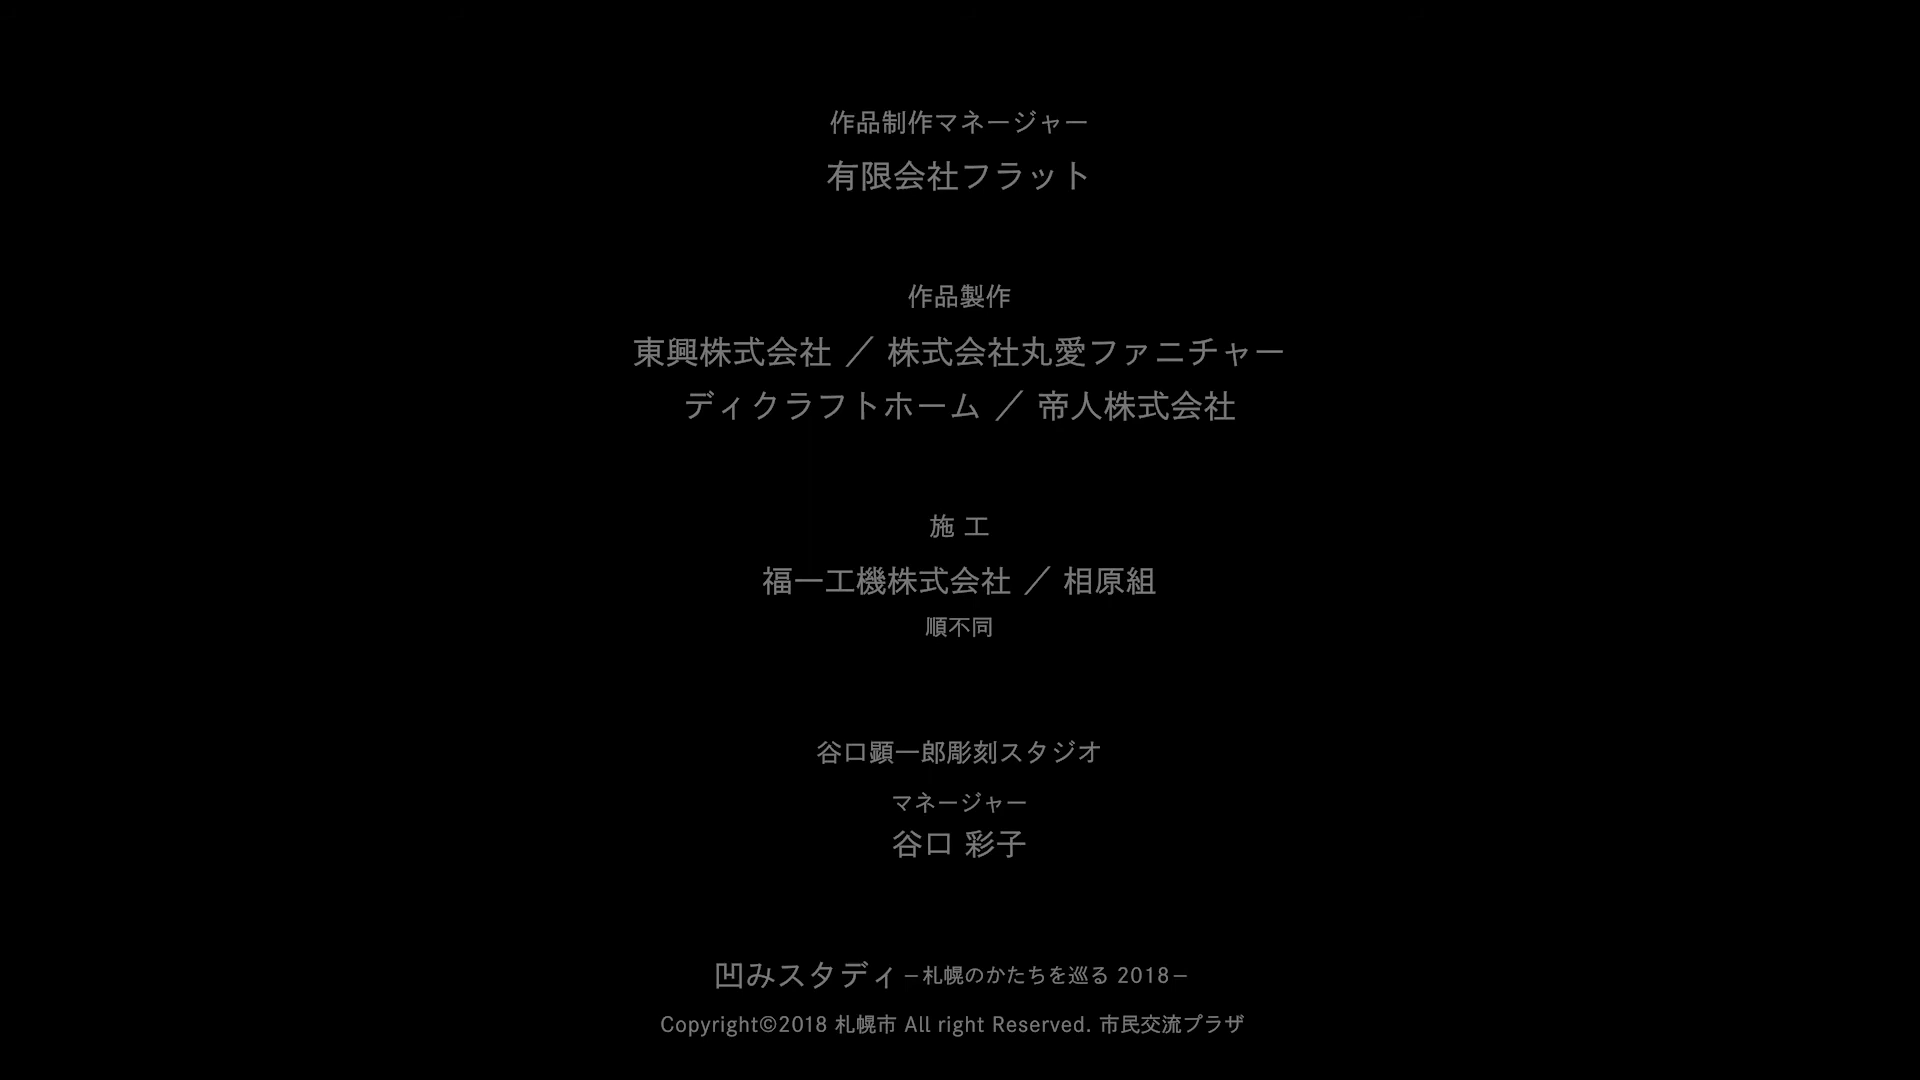 作品制作マネージャー
有限会社フラット
作品製作
東興株式会社 ／ 株式会社丸愛ファニチャー
ディクラフトホーム ／ 帝人株式会社
施 工
福一工機株式会社 ／ 相原組
順不同
谷口顕一郎彫刻スタジオ
マネージャー
谷口 彩子
凹みスタディ－札幌のかたちを巡る 2018－
Copyright©2018 札幌市 All right Reserved. 市民交流プラザ